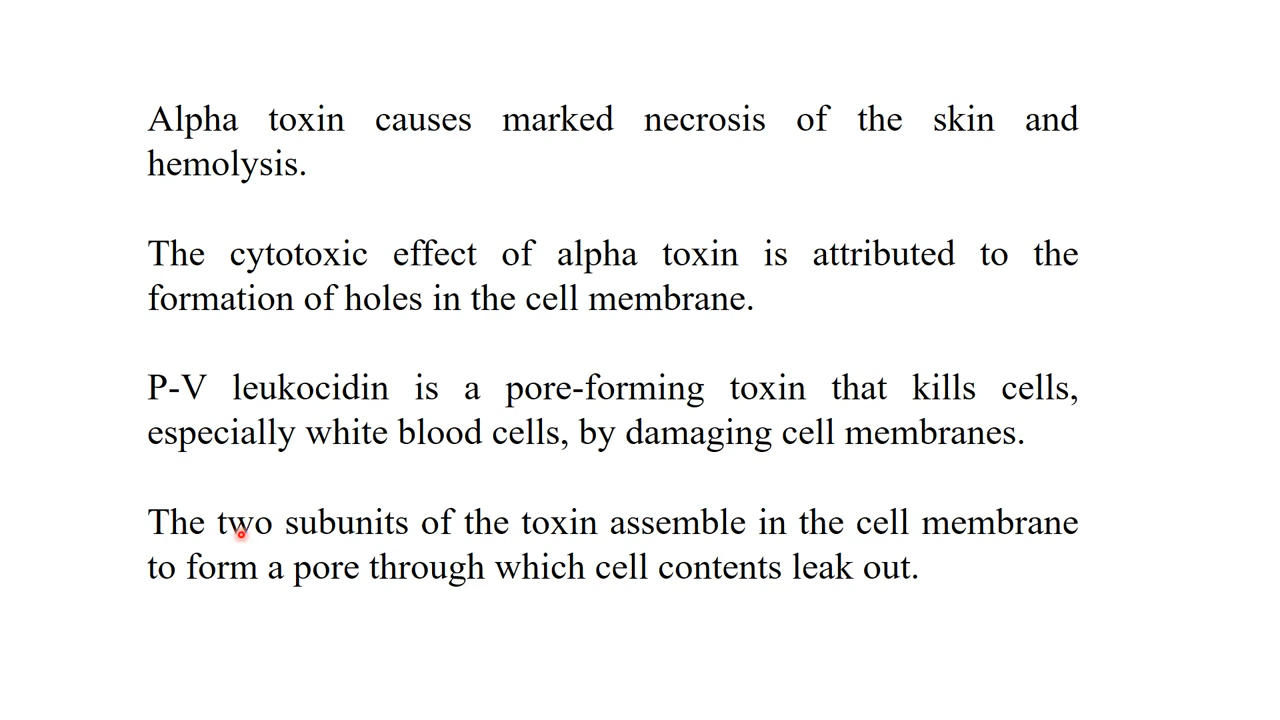 Alpha toxin causes marked necrosis of the skin and
hemolysis.
The cytotoxic effect of alpha toxin is attributed to the
formation of holes in the cell membrane.
P-V leukocidin is a pore-forming toxin that kills cells,
especially white blood cells, by damaging cell membranes.
The two subunits of the toxin assemble in the cell membrane
to form a pore through which cell contents leak out.